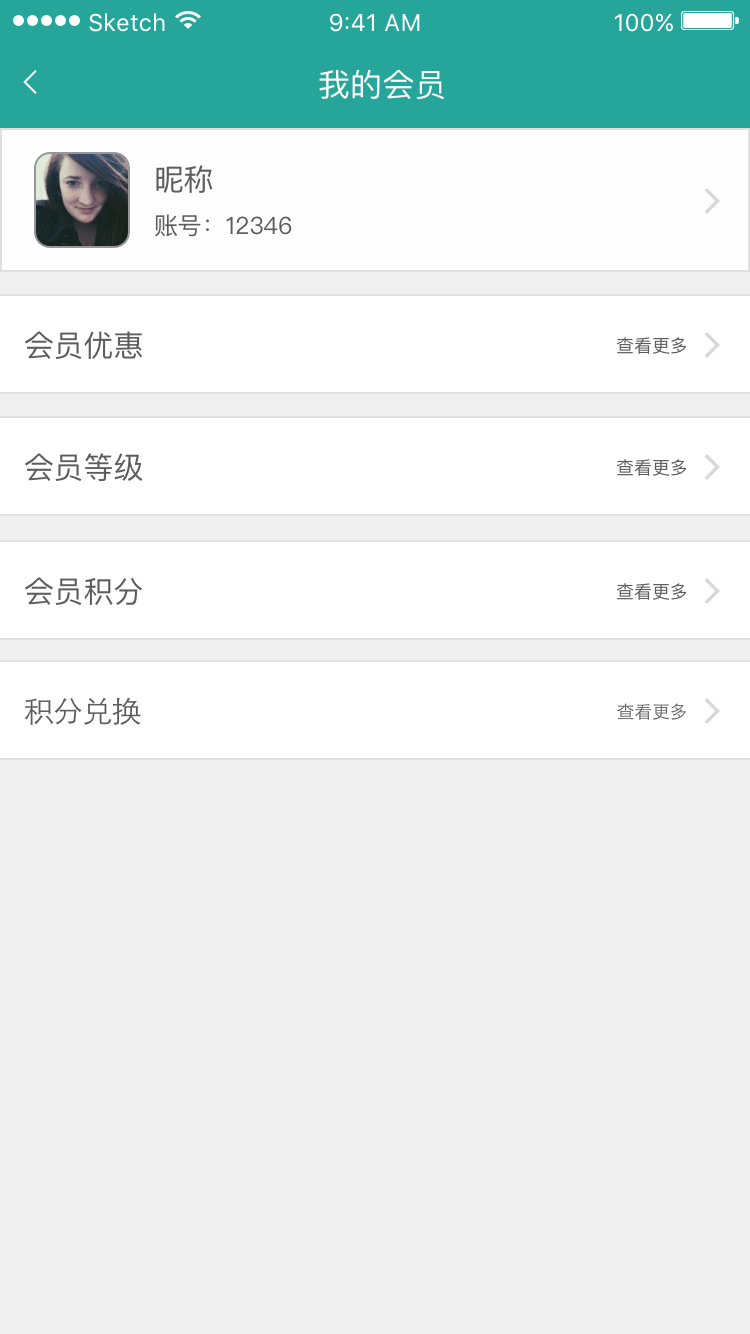 Sketch 9:41 AM 100%
我的会员
昵称
账号：12346
会员优惠 查看更多
会员等级 查看更多
会员积分 查看更多
积分兑换 查看更多